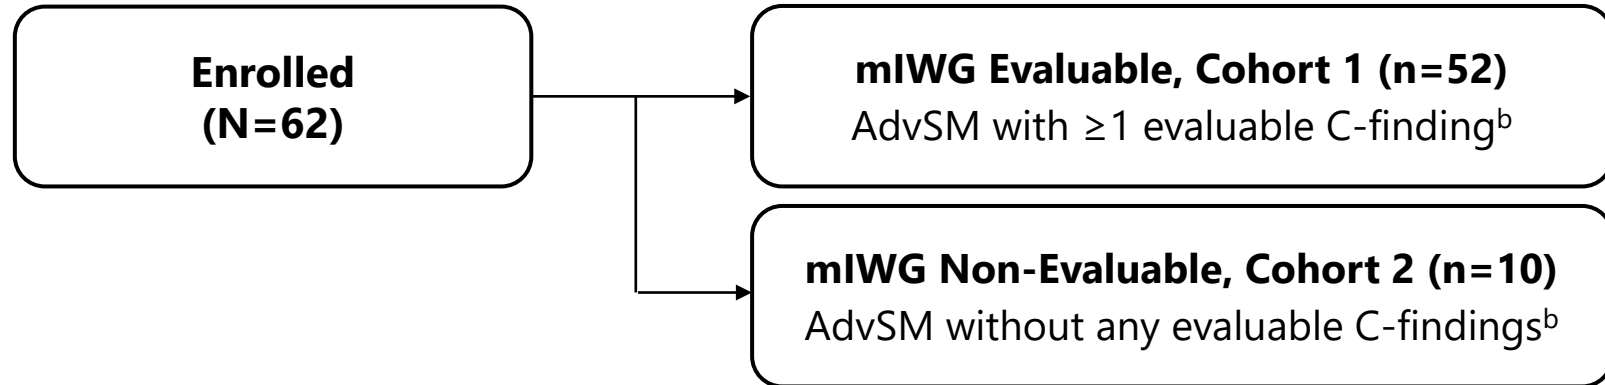 Enrolled
(N=62)
mIWG Evaluable, Cohort 1 (n=52)
AdvSM with ≥1 evaluable C-findingᵇ
mIWG Non-Evaluable, Cohort 2 (n=10)
AdvSM without any evaluable C-findingsᵇ